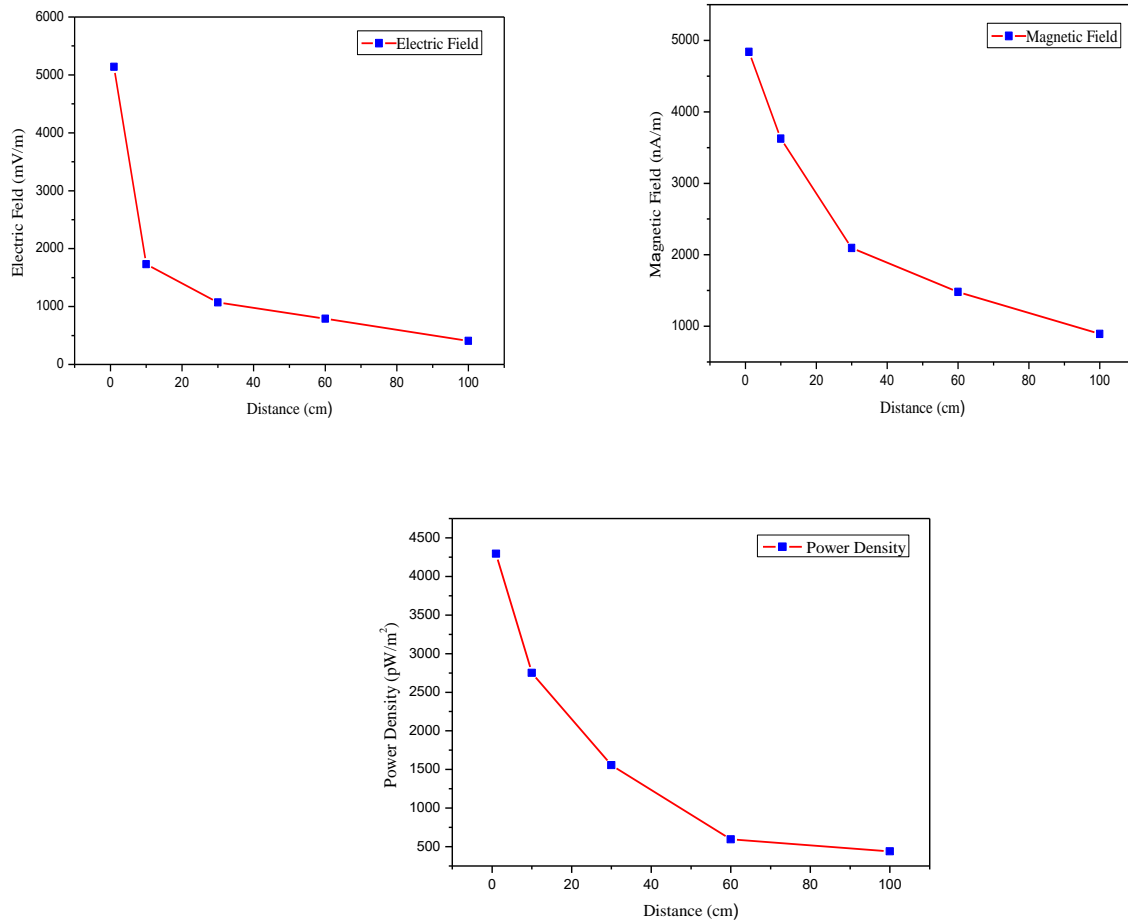 6000
5000
4000
3000
2000
1000
0
Electric Feld (mV/m)
Electric Field
0 20 40 60 80 100
Distance (cm)
5000
4000
3000
2000
1000
Magnetic Field (nA/m)
Magnetic Field
0 20 40 60 80 100
Distance (cm)
4500
4000
3500
3000
2500
2000
1500
1000
500
Power Density (pW/m²)
Power Density
0 20 40 60 80 100
Distance (cm)